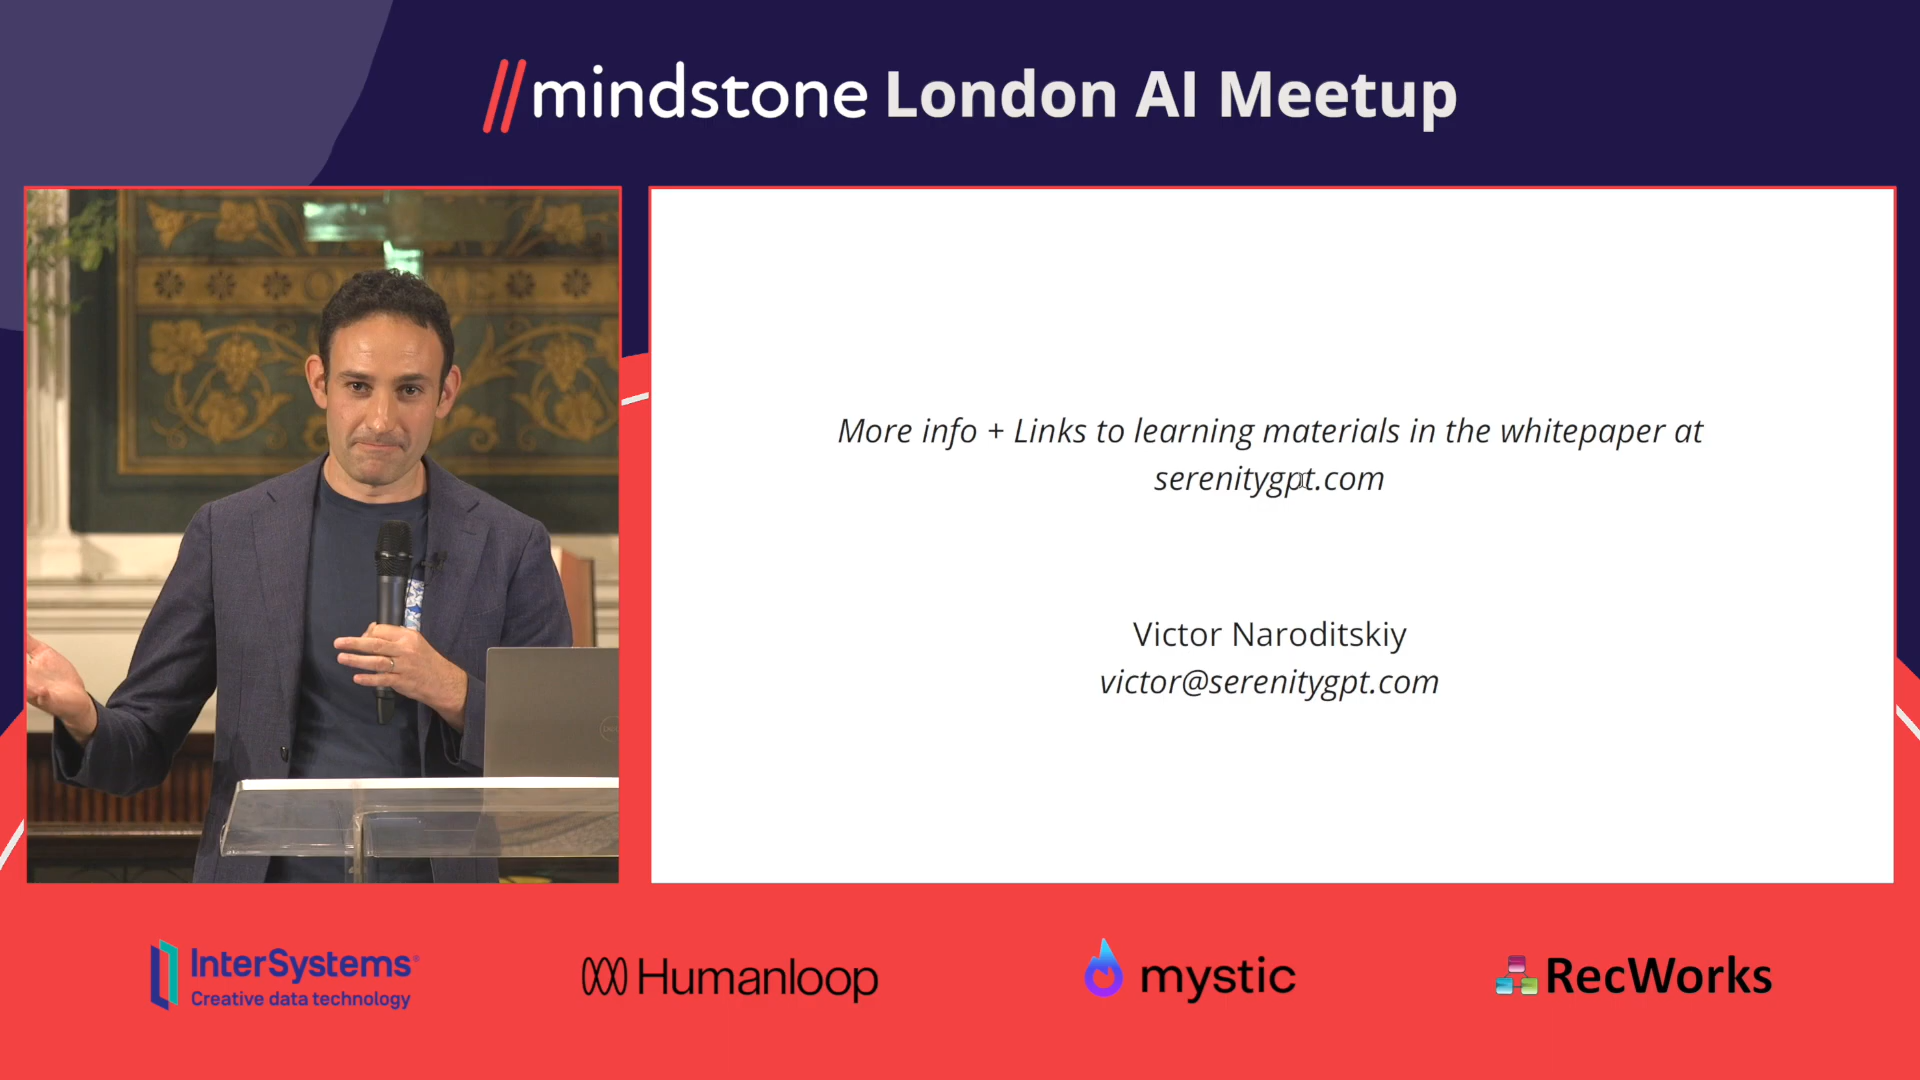 //mindstone London AI Meetup
More info + Links to learning materials in the whitepaper at
serenitygpt.com
Victor Naroditskiy
victor@serenitygpt.com
InterSystems
Creative data technology
Humanloop
mystic
RecWorks